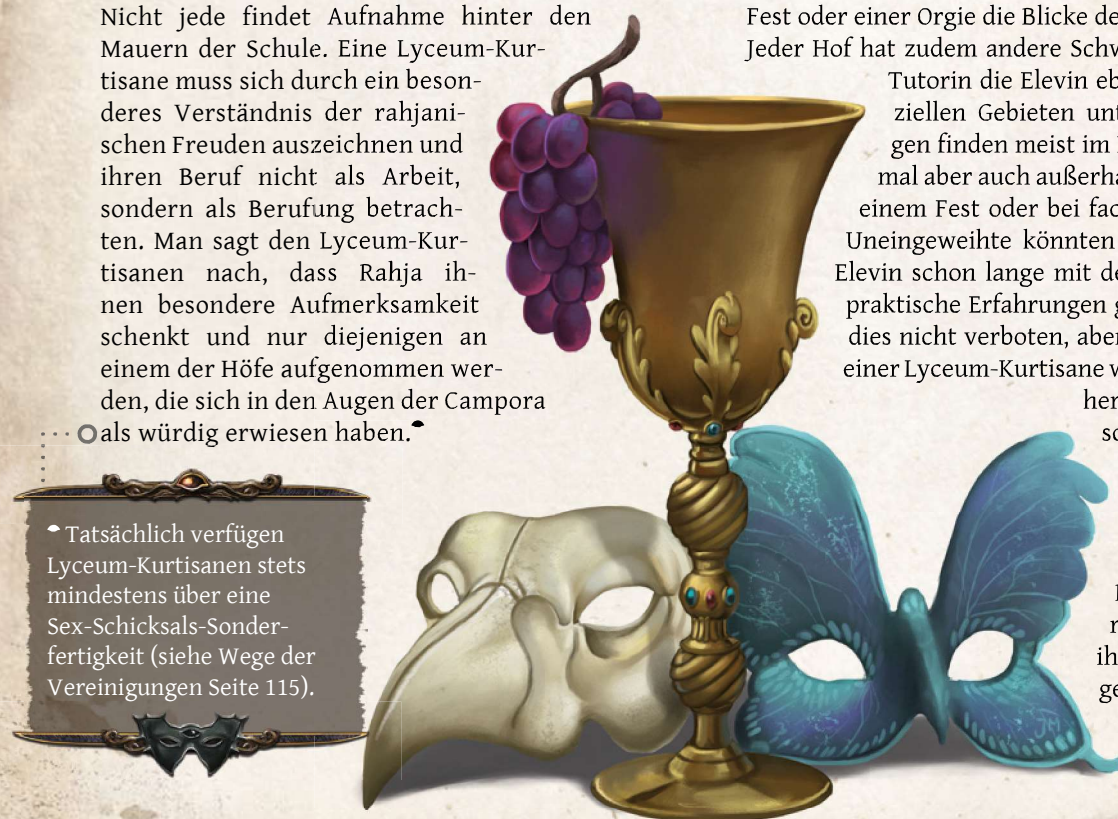 Nicht jede findet Aufnahme hinter den
Mauern der Schule. Eine Lyceum-Kur-
tisane muss sich durch ein beson-
deres Verständnis der rahjani-
schen Freuden auszeichnen und
ihren Beruf nicht als Arbeit,
sondern als Berufung betrach-
ten. Man sagt den Lyceum-Kur-
tisanen nach, dass Rahja ih-
nen besondere Aufmerksamkeit
schenkt und nur diejenigen an
einem der Höfe aufgenommen wer-
den, die sich in den Augen der Campora
als würdig erwiesen haben.
Tatsächlich verfügen
Lyceum-Kurtisanen stets
mindestens über eine
Sex-Schicksals-Sonder-
fertigkeit (siehe Wege der
Vereinigungen Seite 115).
Fest oder einer Orgie die Blicke
Jeder Hof hat zudem andere
Tutorin die Elevin
ziellen Gebieten
gen finden meist im
mal aber auch
einem Fest oder bei
Uneingeweihte könnten
Elevin schon lange mit
praktische Erfahrungen
dies nicht verboten,
einer Lyceum-Kurtisane
JM